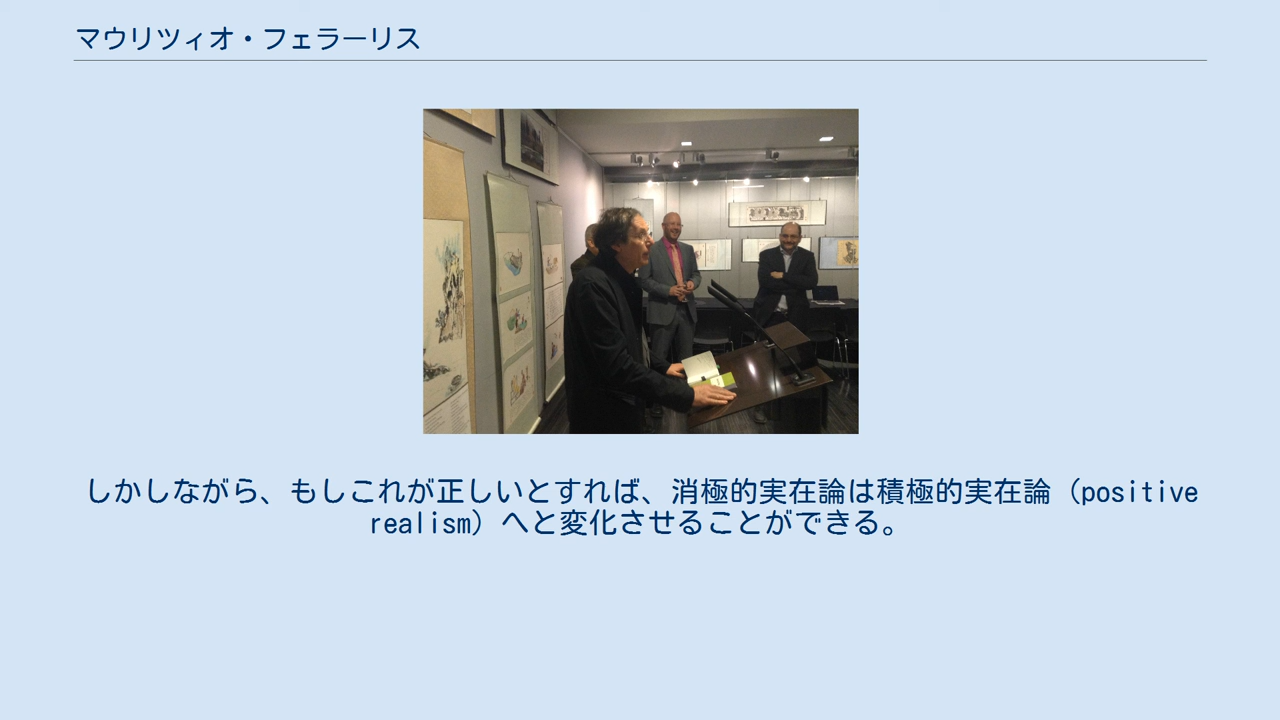 マウリツィオ・フェラーリス
しかしながら、もしこれが正しいとすれば、消極的実在論は積極的実在論（positive
realism）へと変化させることができる。